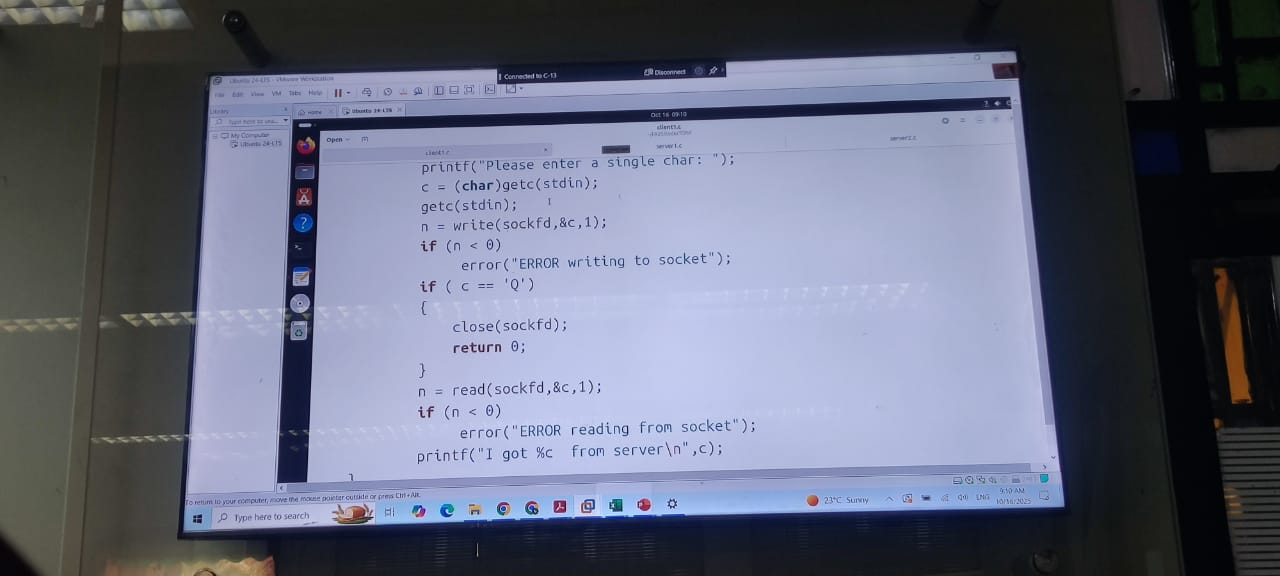 Ubuntu 24-LTS - VMware Workstation
Connected to C-13
Disconnect
File Edit View VM Tabs Help
Library
Type here to sea...
My Computer
Ubuntu 24-LTS
Home
Ubuntu 24-LTS
Oct 16 09:10
Open
client1.c
client1.c
server1.c
server2.c
printf("Please enter a single char: ");
c = (char)getc(stdin);
getc(stdin);
n = write(sockfd,&c,1);
if (n < 0)
error("ERROR writing to socket");
if ( c == 'Q')
{
close(sockfd);
return 0;
}
n = read(sockfd,&c,1);
if (n < 0)
error("ERROR reading from socket");
printf("I got %c  from server\n",c);
}
To return to your computer, move the mouse pointer outside or press Ctrl+Alt.
Type here to search
23°C Sunny
ENG
9:10 AM
10/16/2025